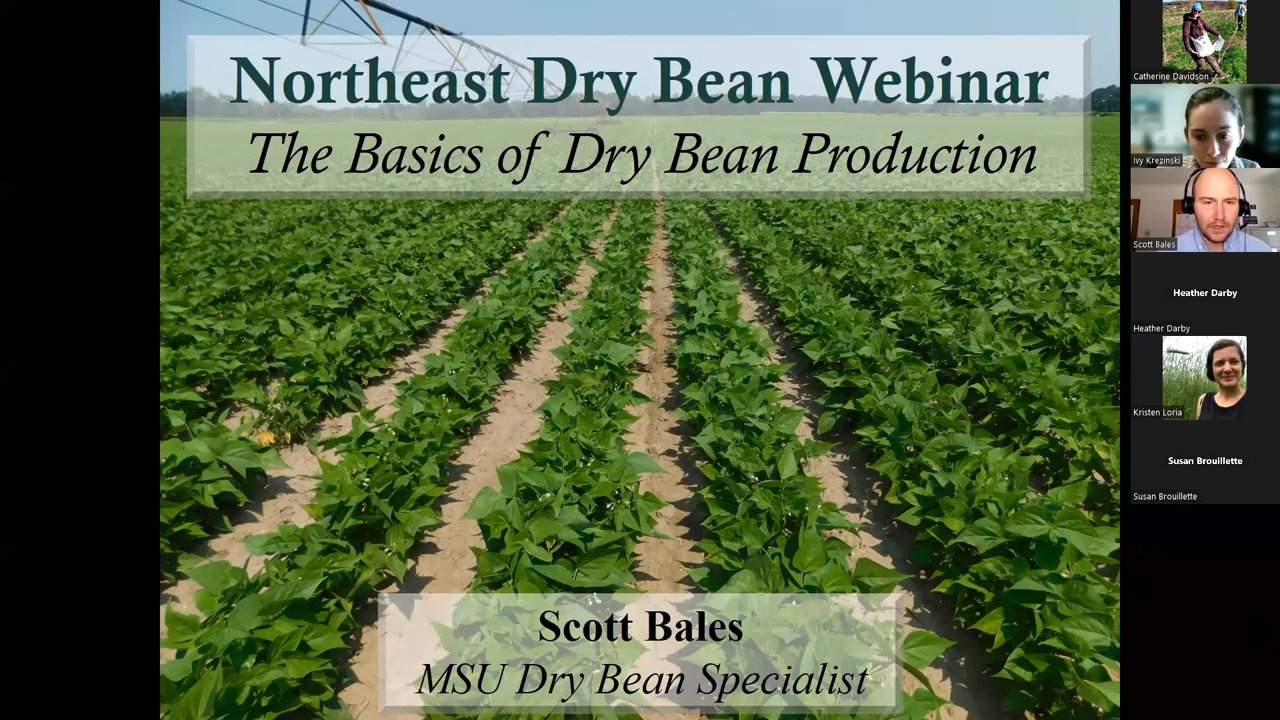 Northeast Dry Bean Webinar
The Basics of Dry Bean Production
Scott Bales
MSU Dry Bean Specialist
Catherine Davidson
Ivy Krezinski
Scott Bales
Heather Darby
Heather Darby
Kristen Loria
Susan Brouillette
Susan Brouillette